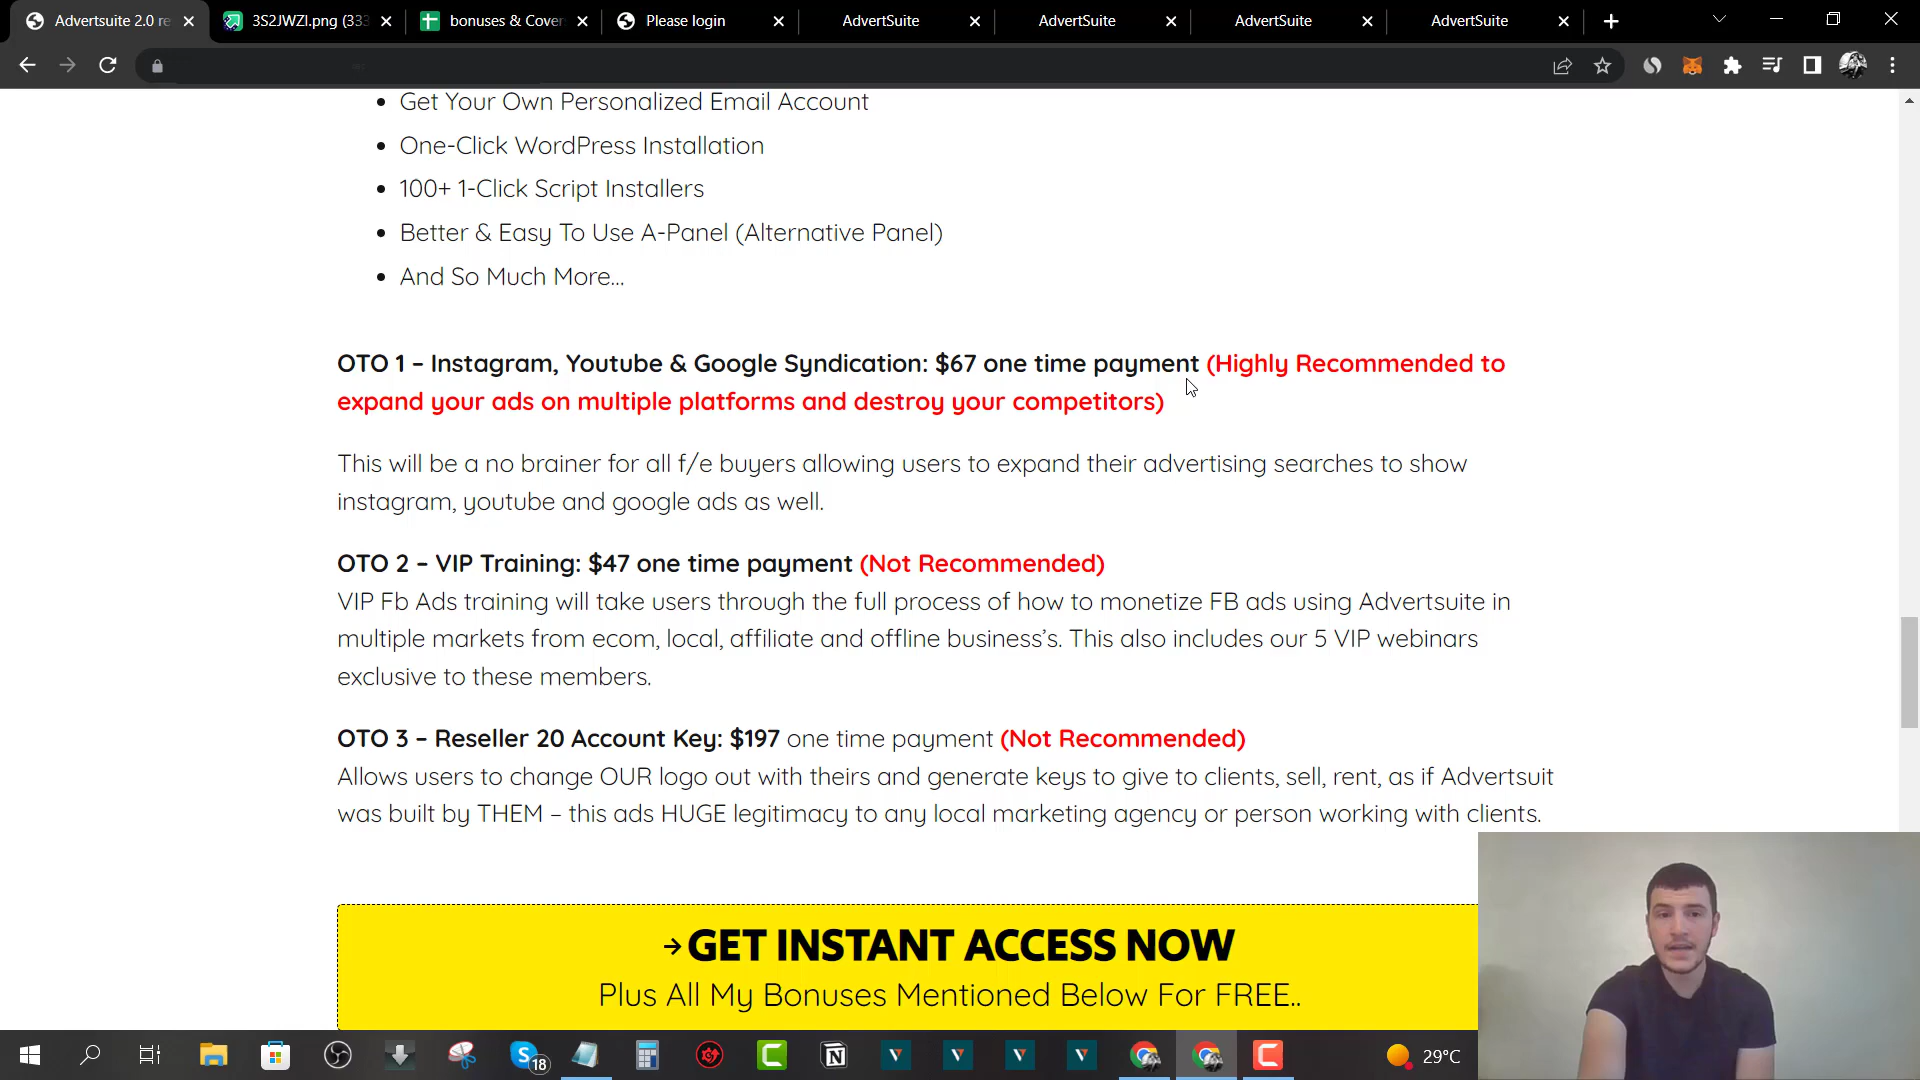 Advertsuite 2.0 re
3S2JWZl.png (333
bonuses & Cover
Please login
AdvertSuite
AdvertSuite
AdvertSuite
AdvertSuite
Get Your Own Personalized Email Account
One-Click WordPress Installation
100+ 1-Click Script Installers
Better & Easy To Use A-Panel (Alternative Panel)
And So Much More...
OTO 1 – Instagram, Youtube & Google Syndication: $67 one time payment (Highly Recommended to
expand your ads on multiple platforms and destroy your competitors)
This will be a no brainer for all f/e buyers allowing users to expand their advertising searches to show
instagram, youtube and google ads as well.
OTO 2 – VIP Training: $47 one time payment (Not Recommended)
VIP Fb Ads training will take users through the full process of how to monetize FB ads using Advertsuite in
multiple markets from ecom, local, affiliate and offline business’s. This also includes our 5 VIP webinars
exclusive to these members.
OTO 3 – Reseller 20 Account Key: $197 one time payment (Not Recommended)
Allows users to change OUR logo out with theirs and generate keys to give to clients, sell, rent, as if Advertsuit
was built by THEM – this ads HUGE legitimacy to any local marketing agency or person working with clients.
→GET INSTANT ACCESS NOW
Plus All My Bonuses Mentioned Below For FREE..
18
29°C